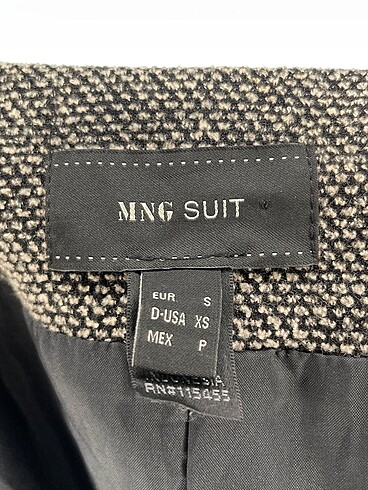 MNG SUIT
EUR S
D-USA XS
MEX P
INDONESIA
RN#115455